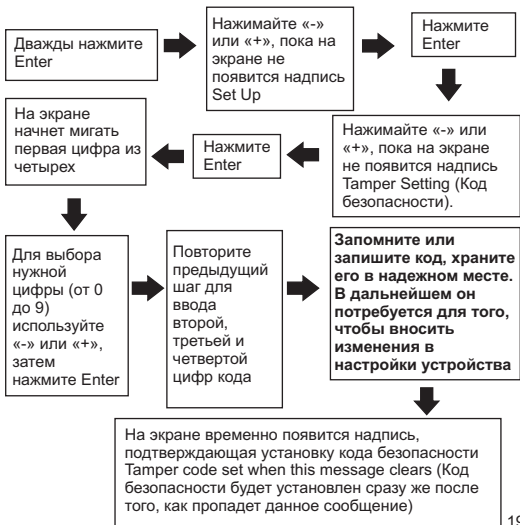 Дважды нажмите
Enter
Нажимайте «-»
или «+», пока на
экране не
появится надпись
Set Up
Нажмите
Enter
Нажимайте «-» или
«+», пока на экране
не появится надпись
Tamper Setting (Код
безопасности).
Нажмите
Enter
На экране
начнет мигать
первая цифра из
четырех
Для выбора
нужной
цифры (от 0
до 9)
используйте
«-» или «+»,
затем
нажмите Enter
Повторите
предыдущий
шаг для
ввода
второй,
третьей и
четвертой
цифр кода
Запомните или
запишите код, храните
его в надежном месте.
В дальнейшем он
потребуется для того,
чтобы вносить
изменения в
настройки устройства
На экране временно появится надпись,
подтверждающая установку кода безопасности
Tamper code set when this message clears (Код
безопасности будет установлен сразу же после
того, как пропадет данное сообщение)
19